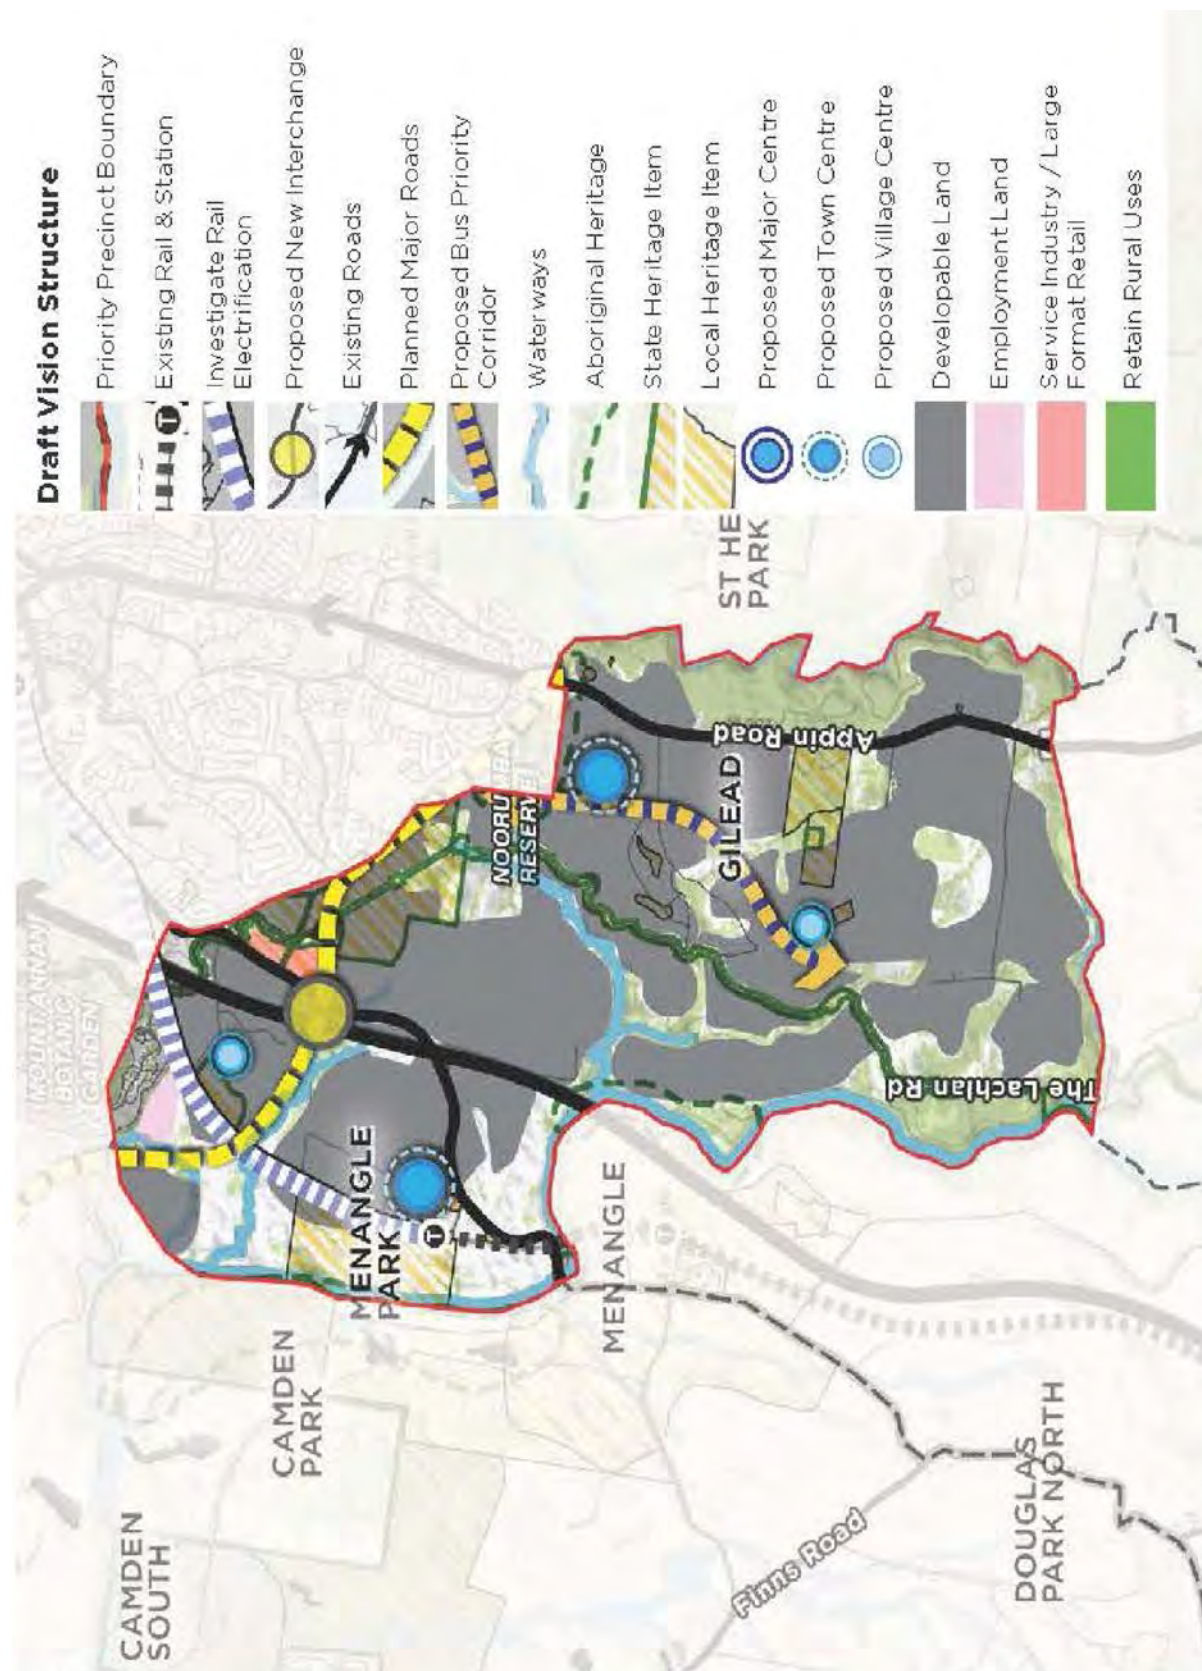 Draft Vision Structure
Priority Precinct Boundary
T
Existing Rail & Station
Investigate Rail
Electrification
Proposed New Interchange
Existing Roads
Planned Major Roads
Proposed Bus Priority
Corridor
Waterways
Aboriginal Heritage
State Heritage Item
Local Heritage Item
Proposed Major Centre
Proposed Town Centre
Proposed Village Centre
Developable Land
Employment Land
Service Industry / Large
Format Retail
Retain Rural Uses
CAMDEN
SOUTH
CAMDEN
PARK
MENANGLE
PARK
T
MENANGLE
DOUGLAS
PARK NORTH
Finns Road
BOTANIC
GARDEN
NOORU
RESERVE
GILEAD
Appin Road
The Lachlan Rd
ST HE
PARK